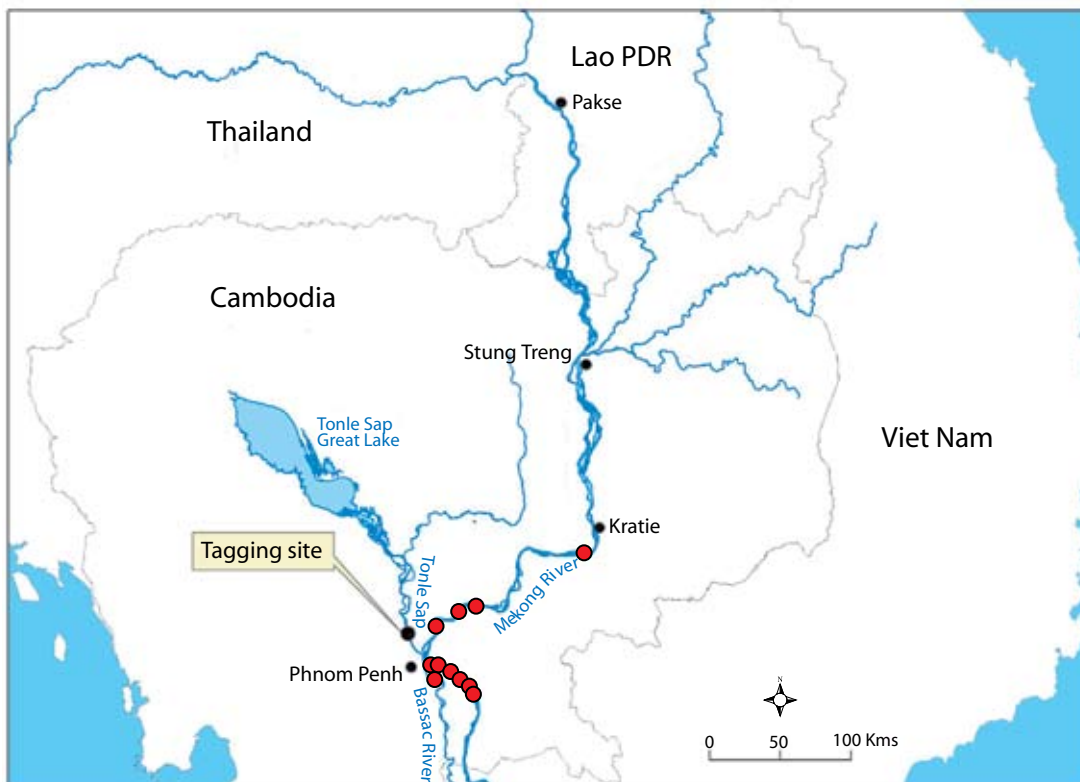 Lao PDR
Pakse
Thailand
Cambodia
Stung Treng
Tonle Sap
Great Lake
Viet Nam
Kratie
Tagging site
Tonle Sap
Mekong River
Phnom Penh
Bassac River
N
0 50 100 Kms